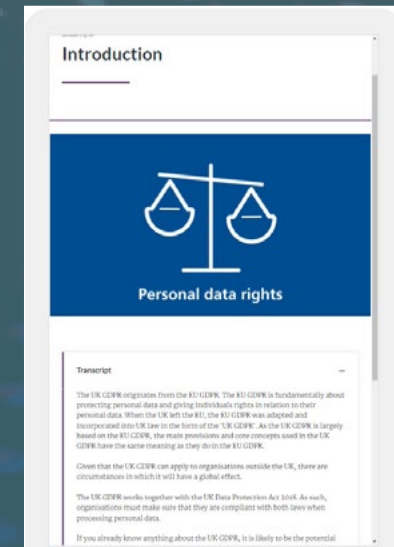 Introduction
Personal data rights
Transcript
The UK GDPR originates from the EU GDPR. The EU GDPR is fundamentally about
protecting personal data and giving individuals rights in relation to their
personal data. When the UK left the EU, the EU GDPR was adapted and
incorporated into UK law in the form of the 'UK GDPR'. As the UK GDPR is largely
based on the EU GDPR, the main provisions and core concepts used in the UK
GDPR have the same meaning as they do in the EU GDPR.
Given that the UK GDPR can apply to organisations outside the UK, there are
circumstances in which it will have a global effect.
The UK GDPR works together with the UK Data Protection Act 2018. As such,
organisations must make sure that they are compliant with both laws when
processing personal data.
If you already know anything about the UK GDPR, it is likely to be the potential